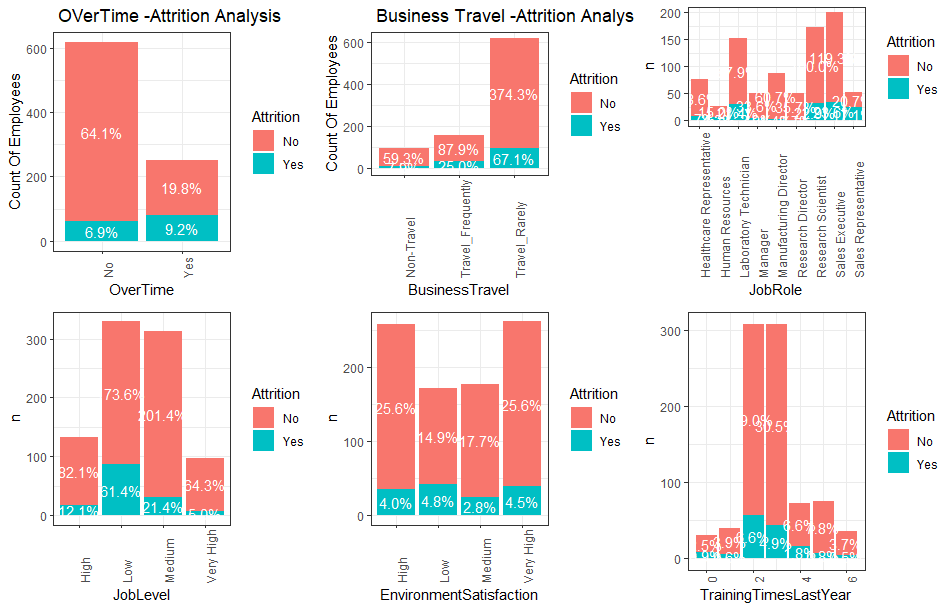 OVerTime -Attrition Analysis
Count Of Employees
600
400
200
0
64.1%
6.9%
19.8%
9.2%
No
Yes
OverTime
Attrition
No
Yes
Business Travel -Attrition Analys
Count Of Employees
600
400
200
0
59.3%
87.9%
25.0%
374.3%
67.1%
Non-Travel
Travel_Frequently
Travel_Rarely
BusinessTravel
Attrition
No
Yes
n
200
150
100
50
0
Healthcare Representative
Human Resources
Laboratory Technician
Manager
Manufacturing Director
Research Director
Research Scientist
Sales Executive
Sales Representative
JobRole
Attrition
No
Yes
n
300
200
100
0
82.1%
12.1%
73.6%
61.4%
201.4%
21.4%
64.3%
5.0%
High
Low
Medium
Very High
JobLevel
Attrition
No
Yes
n
200
100
0
25.6%
4.0%
14.9%
4.8%
17.7%
2.8%
25.6%
4.5%
High
Low
Medium
Very High
EnvironmentSatisfaction
Attrition
No
Yes
n
300
200
100
0
30.5%
4.9%
0
2
4
6
TrainingTimesLastYear
Attrition
No
Yes